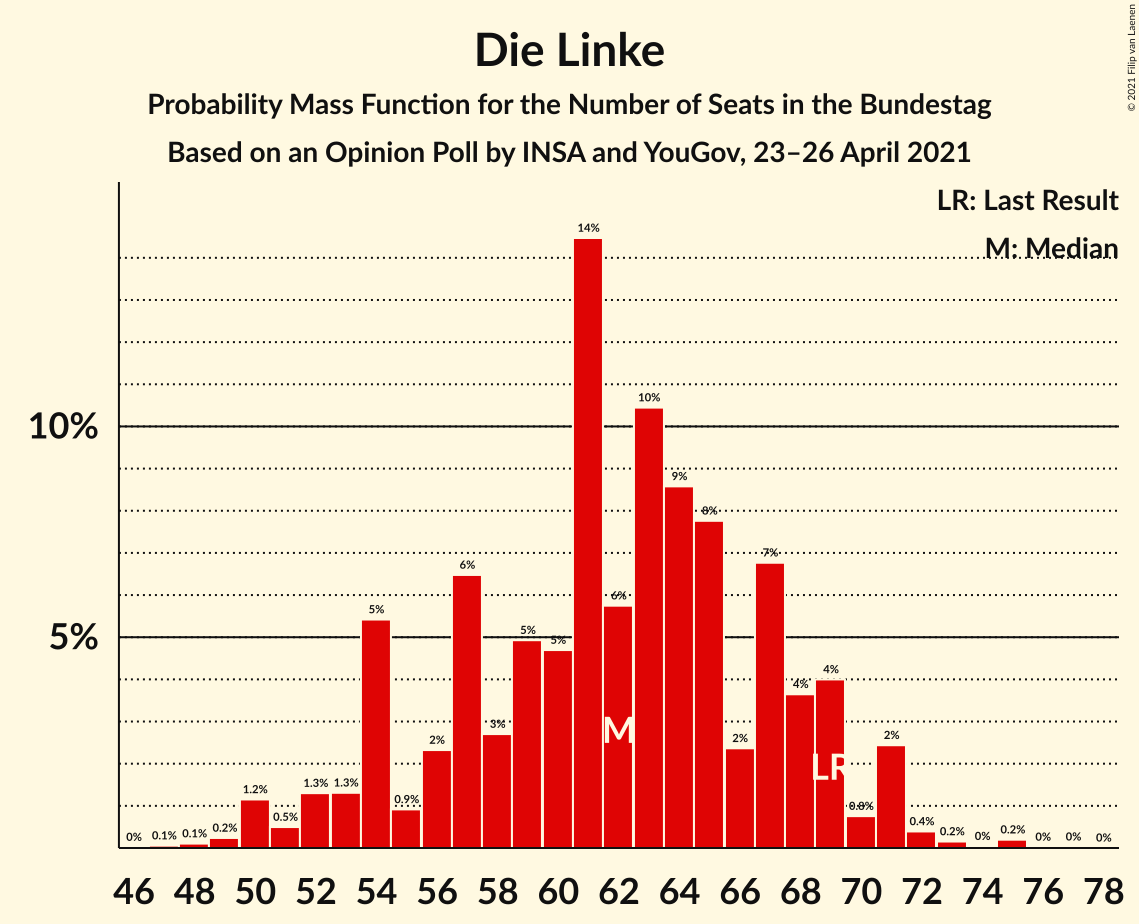 © 2021 Filip van Laenen
Die Linke
Probability Mass Function for the Number of Seats in the Bundestag
Based on an Opinion Poll by INSA and YouGov, 23–26 April 2021
LR: Last Result
M: Median
10%
5%
0% 0.1% 0.1% 0.2% 1.2% 0.5% 1.3% 1.3% 5% 0.9% 2% 6% 3% 5% 5% 14% 6% 10% 9% 8% 2% 7% 4% 4% 0.8% 2% 0.4% 0.2% 0% 0.2% 0% 0% 0%
M
LR
46 48 50 52 54 56 58 60 62 64 66 68 70 72 74 76 78